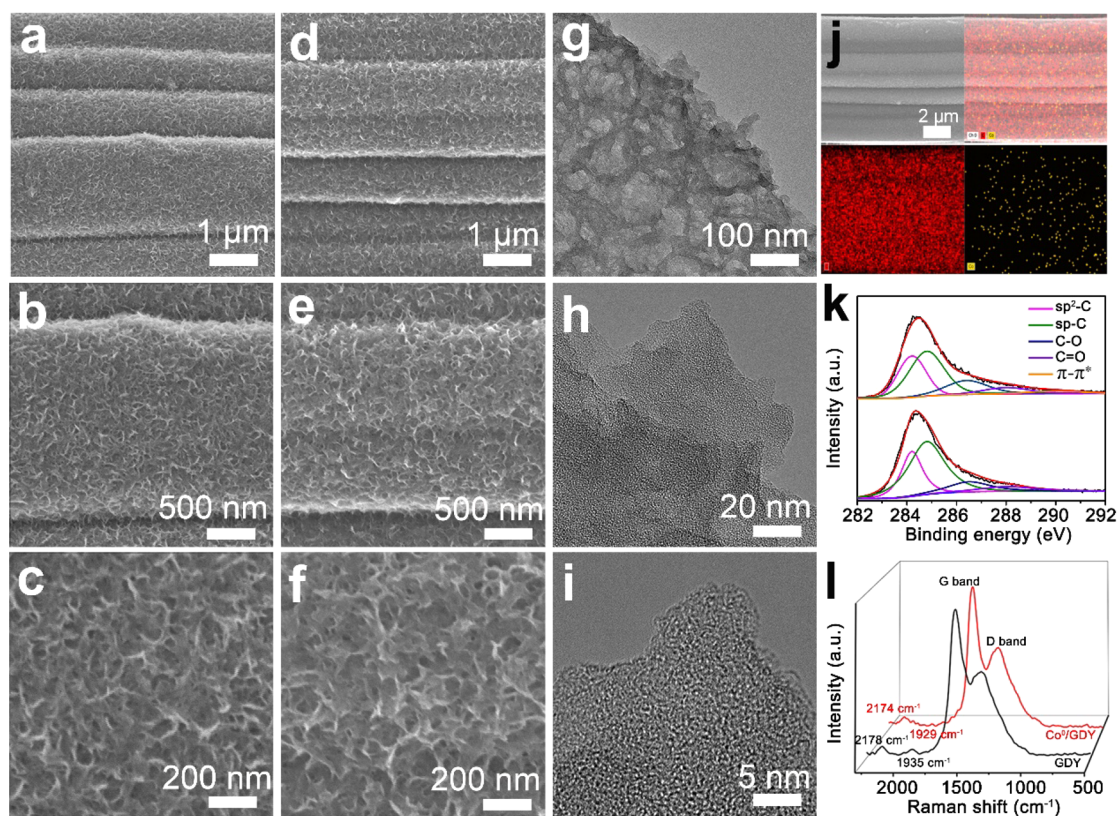 a
1 μm
d
1 μm
g
100 nm
j
2 μm
b
500 nm
e
500 nm
h
20 nm
k
sp²-C
sp-C
C-O
C=O
π-π*
Intensity (a.u.)
282 284 286 288 290 292
Binding energy (eV)
c
200 nm
f
200 nm
i
5 nm
l
G band
D band
Intensity (a.u.)
2174 cm⁻¹
1929 cm⁻¹
Co⁰/GDY
2178 cm⁻¹
1935 cm⁻¹
GDY
2000 1500 1000 500
Raman shift (cm⁻¹)